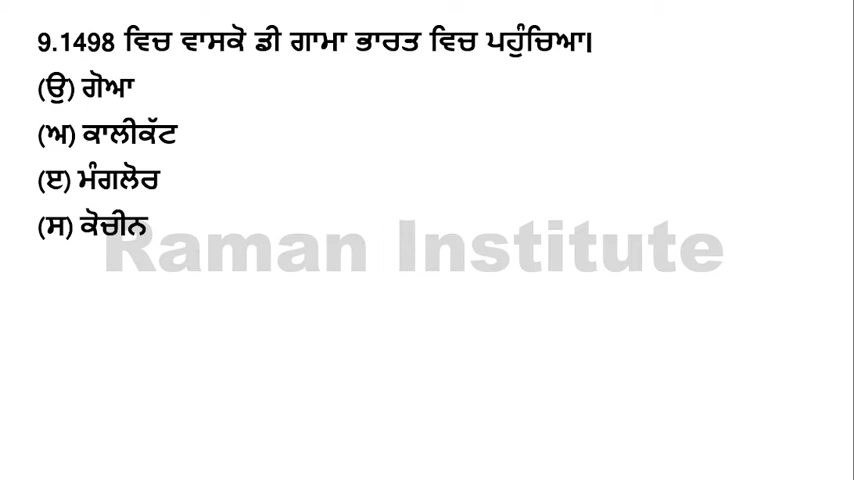 9.1498 ਵਿਚ ਵਾਸਕੋ ਡੀ ਗਾਮਾ ਭਾਰਤ ਵਿਚ ਪਹੁੰਚਿਆ।
(ੳ) ਗੋਆ
(ਅ) ਕਾਲੀਕੱਟ
(ੲ) ਮੰਗਲੋਰ
(ਸ) ਕੋਚੀਨ
Raman Institute